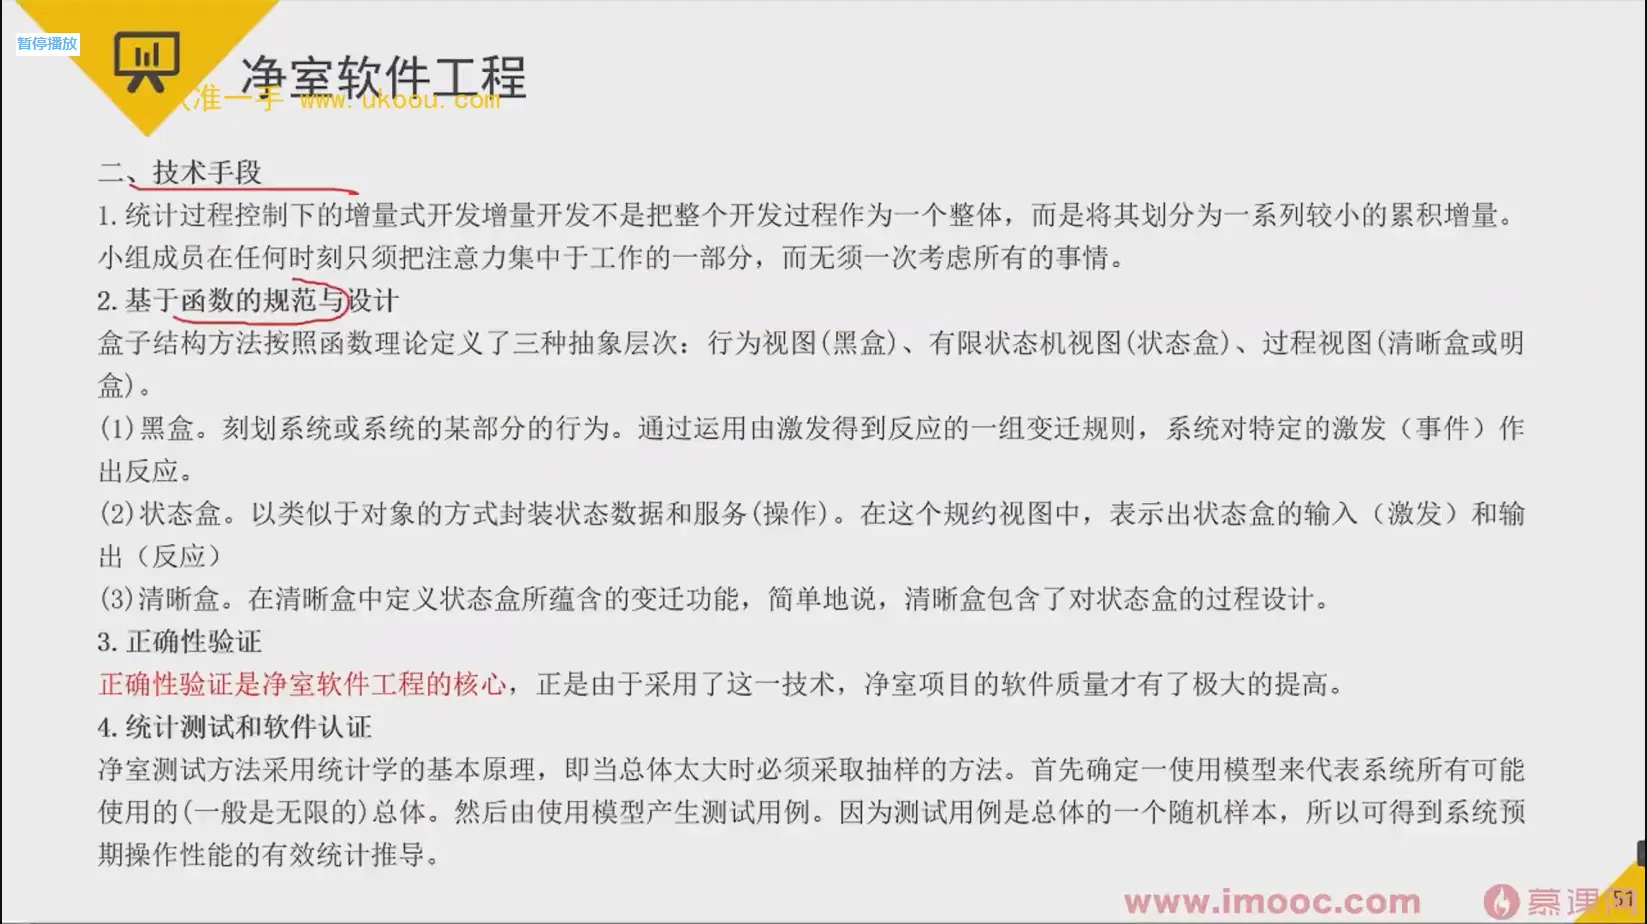 暂停播放
净室软件工程
准一手 www.ukoou.com
二、技术手段
1.统计过程控制下的增量式开发增量开发不是把整个开发过程作为一个整体，而是将其划分为一系列较小的累积增量。
小组成员在任何时刻只须把注意力集中于工作的一部分，而无须一次考虑所有的事情。
2.基于函数的规范与设计
盒子结构方法按照函数理论定义了三种抽象层次：行为视图(黑盒)、有限状态机视图(状态盒)、过程视图(清晰盒或明
盒)。
(1)黑盒。刻划系统或系统的某部分的行为。通过运用由激发得到反应的一组变迁规则，系统对特定的激发（事件）作
出反应。
(2)状态盒。以类似于对象的方式封装状态数据和服务(操作)。在这个规约视图中，表示出状态盒的输入（激发）和输
出（反应）
(3)清晰盒。在清晰盒中定义状态盒所蕴含的变迁功能，简单地说，清晰盒包含了对状态盒的过程设计。
3.正确性验证
正确性验证是净室软件工程的核心，正是由于采用了这一技术，净室项目的软件质量才有了极大的提高。
4.统计测试和软件认证
净室测试方法采用统计学的基本原理，即当总体太大时必须采取抽样的方法。首先确定一使用模型来代表系统所有可能
使用的(一般是无限的)总体。然后由使用模型产生测试用例。因为测试用例是总体的一个随机样本，所以可得到系统预
期操作性能的有效统计推导。
www.imooc.com 慕课网
51